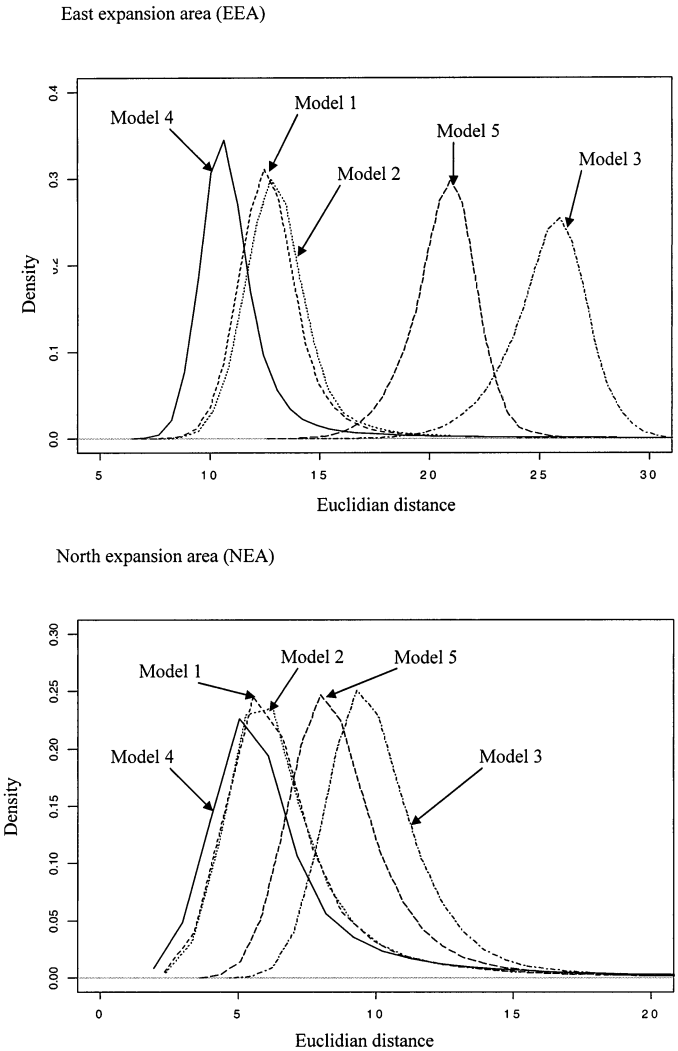 East expansion area (EEA)
0.4
Model 4
Model 1
Model 5
Model 2
Model 3
0.3
Density
0.1
0.0
5 10 15 20 25 30
Euclidian distance
North expansion area (NEA)
0.30
Model 1
Model 2
Model 5
0.25
0.20
Model 4
Model 3
Density
0.15
0.10
0.05
0.00
0 5 10 15 20
Euclidian distance